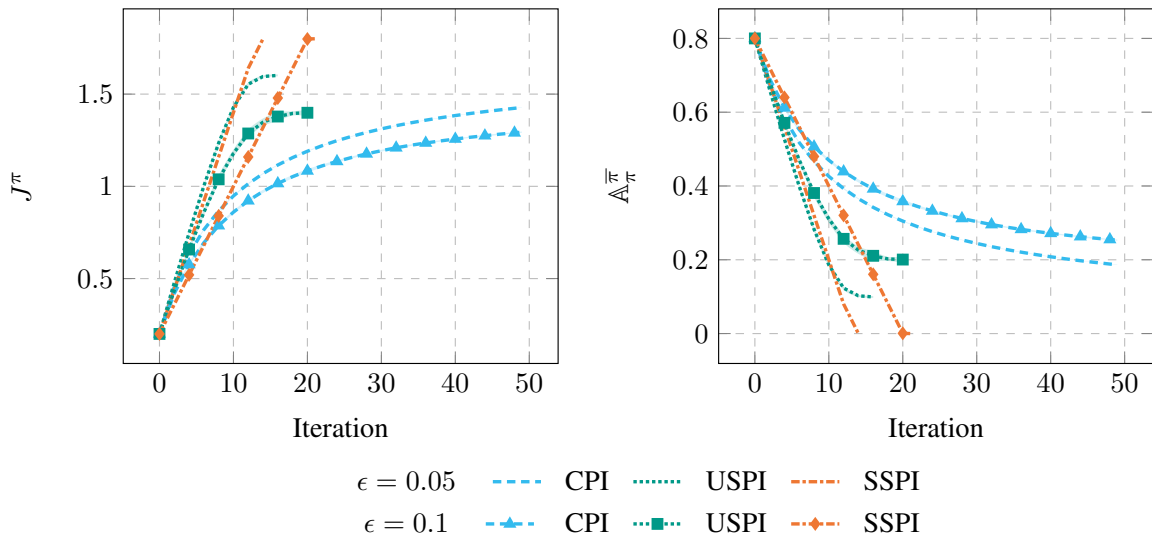 1.5
1
0.5
J^π
0 10 20 30 40 50
Iteration
0.8
0.6
0.4
0.2
0
𝔸_π^π̅
0 10 20 30 40 50
Iteration
ϵ = 0.05 CPI USPI SSPI
ϵ = 0.1 CPI USPI SSPI